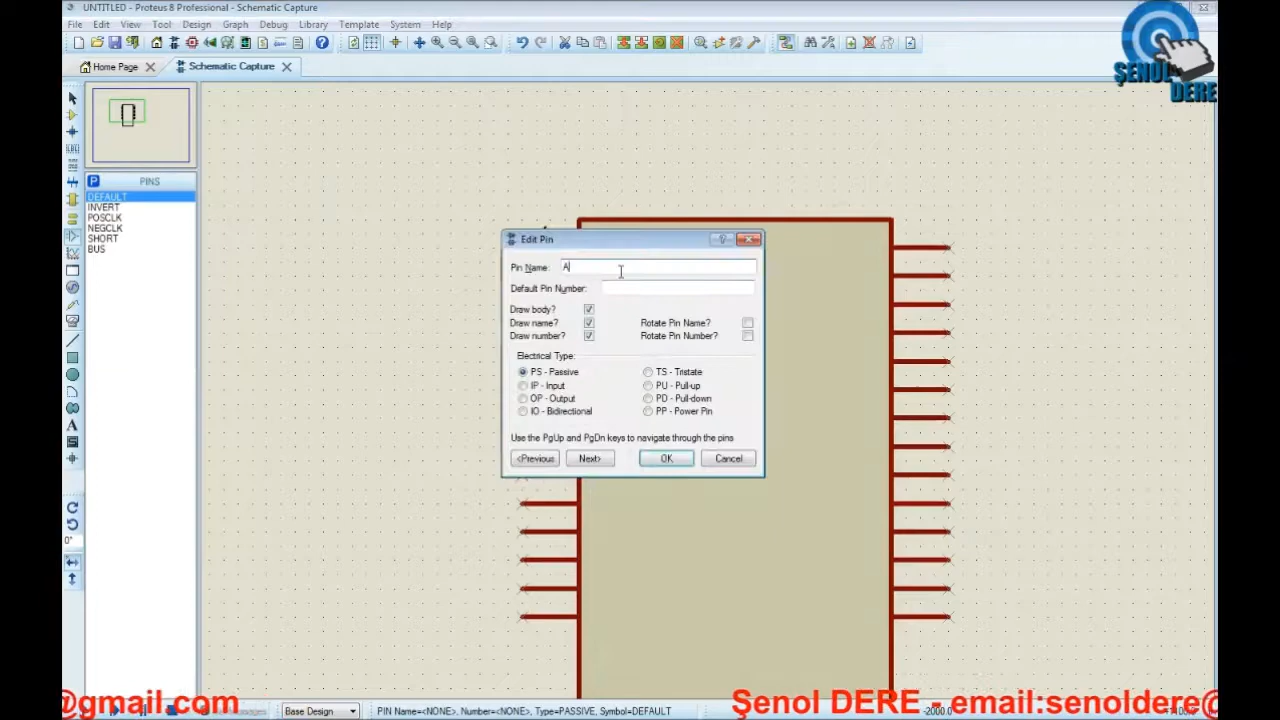 UNTITLED - Proteus 8 Professional - Schematic Capture
File Edit View Tool Design Graph Debug Library Template System Help
Home Page
Schematic Capture
ŞENOL
DERE
P PINS
DEFAULT
INVERT
POSCLK
NEGCLK
SHORT
BUS
Edit Pin
Pin Name: A
Default Pin Number:
Draw body?
Draw name? Rotate Pin Name?
Draw number? Rotate Pin Number?
Electrical Type:
PS - Passive TS - Tristate
IP - Input PU - Pull-up
OP - Output PD - Pull-down
IO - Bidirectional PP - Power Pin
Use the PgUp and PgDn keys to navigate through the pins
<Previous Next> OK Cancel
0°
@gmail.com Şenol DERE - email:senoldere@
Base Design PIN Name=<NONE>, Number=<NONE>, Type=PASSIVE, Symbol=DEFAULT -2000.0